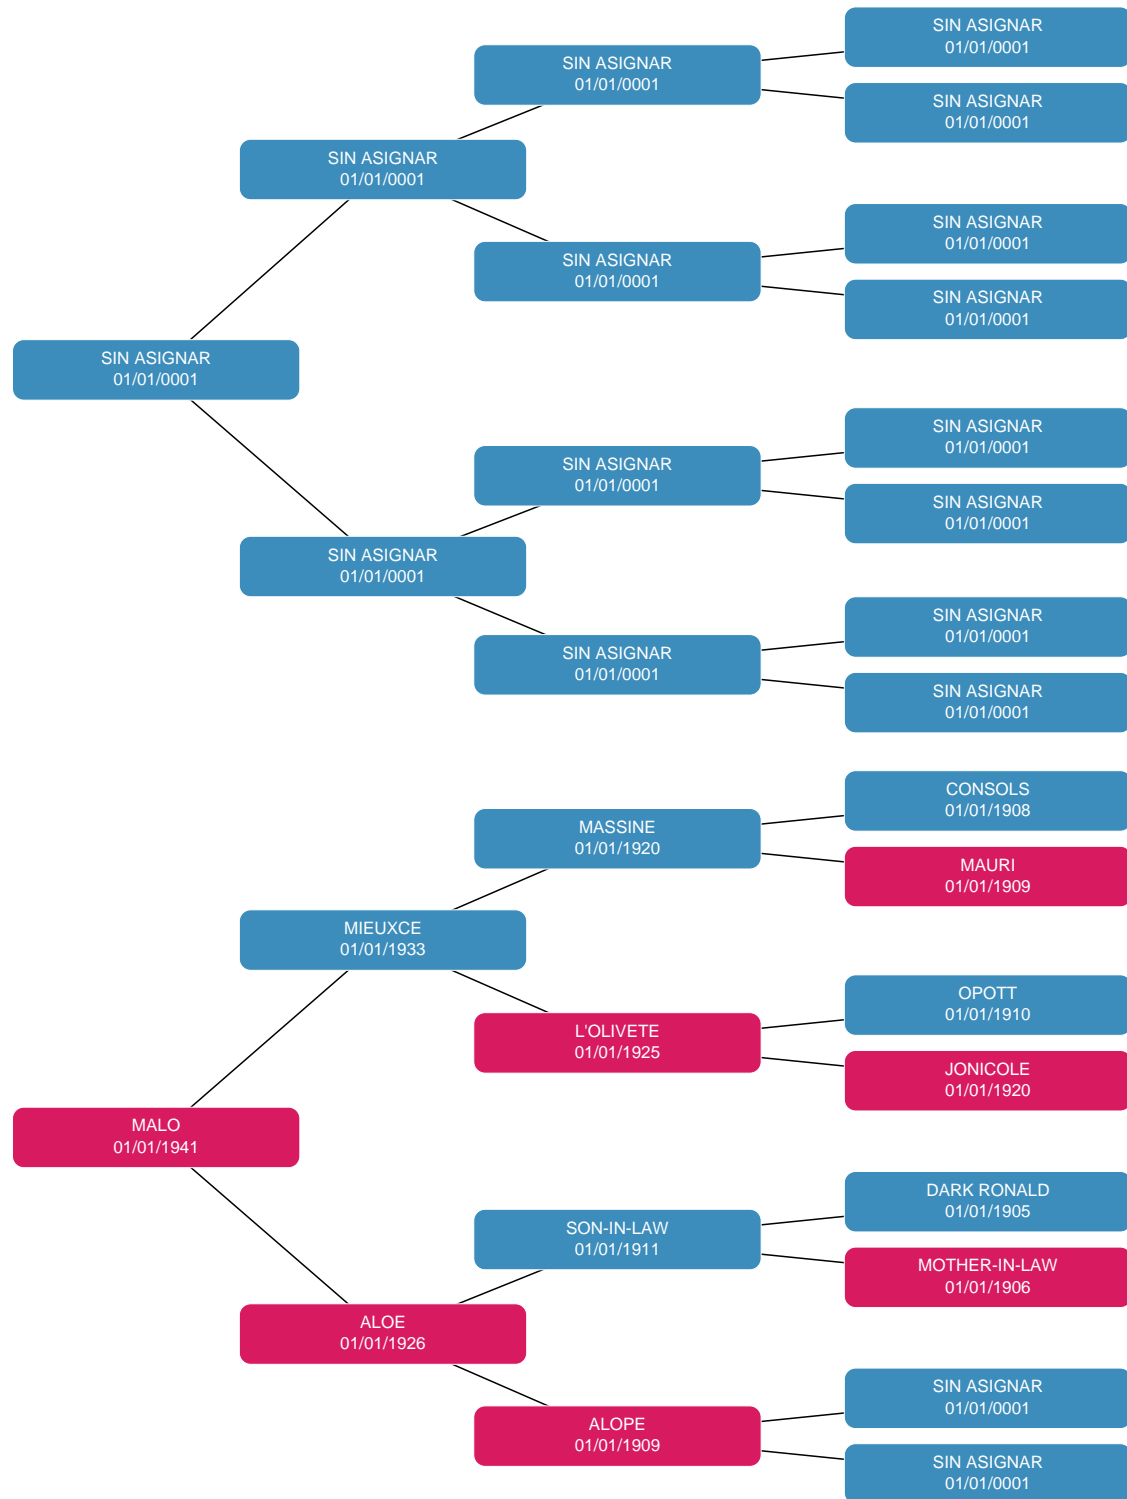 SIN ASIGNAR
01/01/0001
SIN ASIGNAR
01/01/0001
SIN ASIGNAR
01/01/0001
SIN ASIGNAR
01/01/0001
SIN ASIGNAR
01/01/0001
SIN ASIGNAR
01/01/0001
SIN ASIGNAR
01/01/0001
SIN ASIGNAR
01/01/0001
SIN ASIGNAR
01/01/0001
SIN ASIGNAR
01/01/0001
SIN ASIGNAR
01/01/0001
SIN ASIGNAR
01/01/0001
SIN ASIGNAR
01/01/0001
SIN ASIGNAR
01/01/0001
SIN ASIGNAR
01/01/0001
CONSOLS
01/01/1908
MASSINE
01/01/1920
MAURI
01/01/1909
MIEUXCE
01/01/1933
OPOTT
01/01/1910
L'OLIVETE
01/01/1925
JONICOLE
01/01/1920
MALO
01/01/1941
DARK RONALD
01/01/1905
SON-IN-LAW
01/01/1911
MOTHER-IN-LAW
01/01/1906
ALOE
01/01/1926
SIN ASIGNAR
01/01/0001
ALOPE
01/01/1909
SIN ASIGNAR
01/01/0001